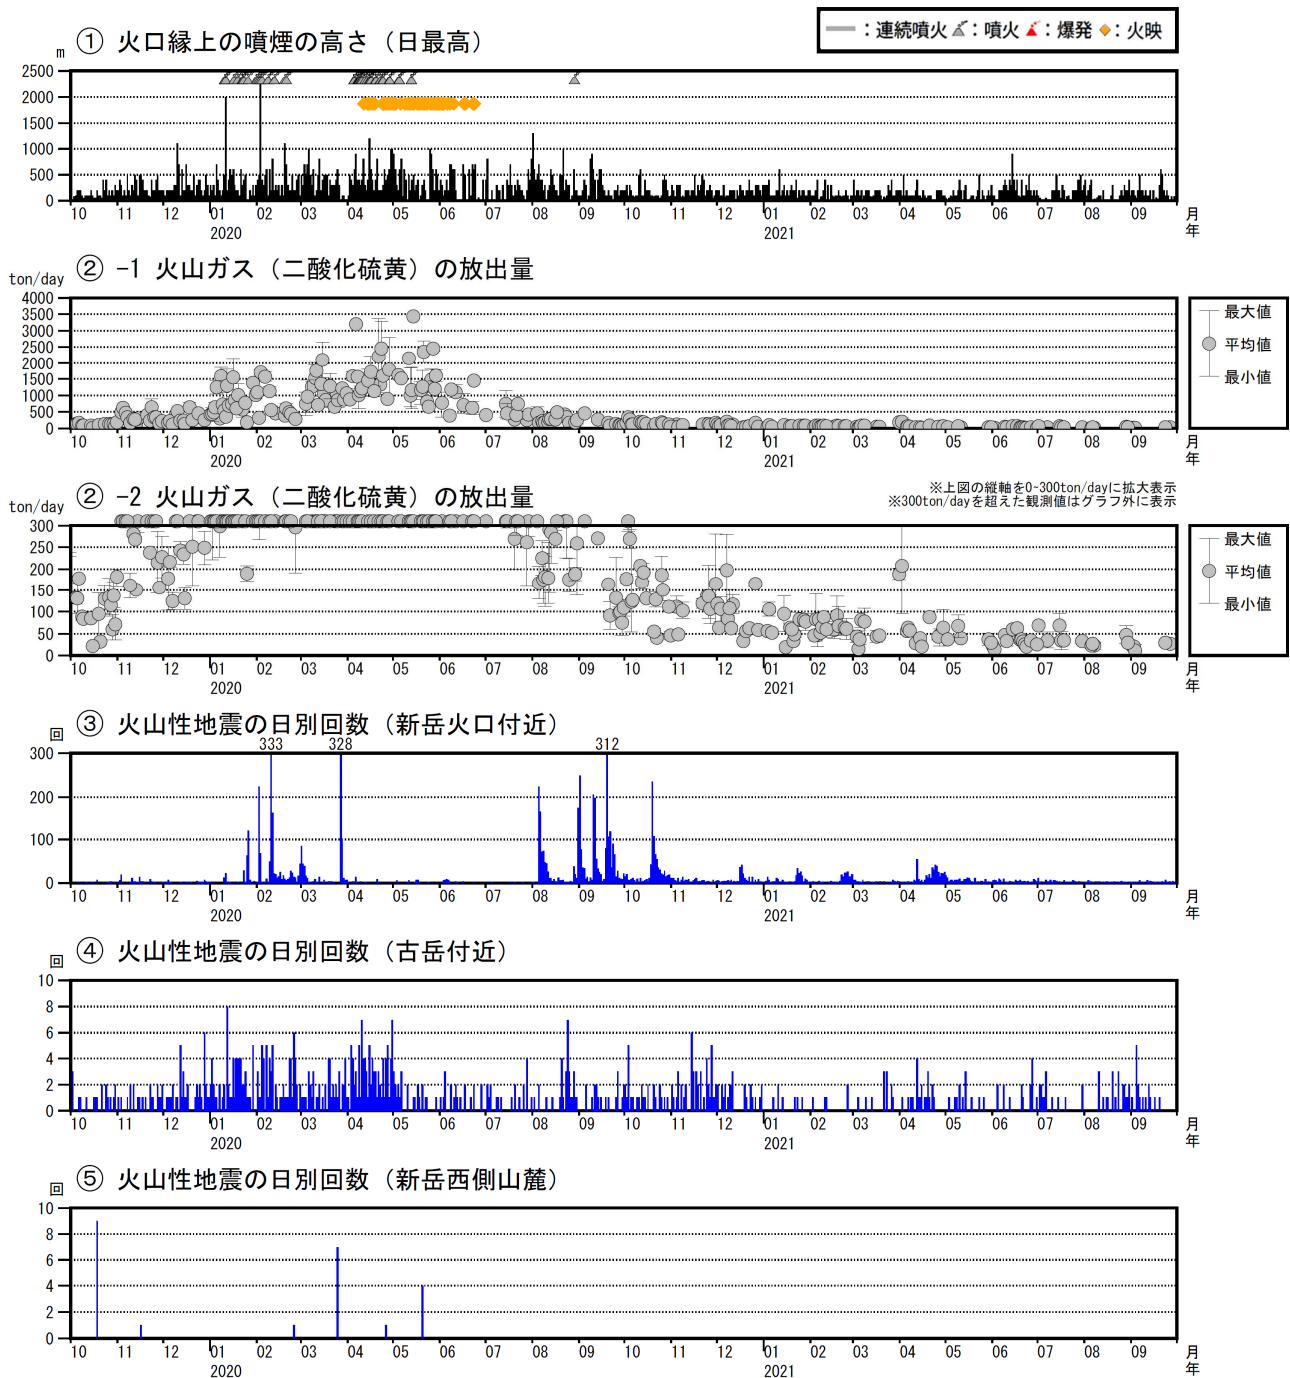 ━━：連続噴火 ：噴火 ：爆発 ◆：火映
① 火口縁上の噴煙の高さ（日最高）
m
2500
2000
1500
1000
500
0
10 11 12 01 02 03 04 05 06 07 08 09 10 11 12 01 02 03 04 05 06 07 08 09 月
2020 2021 年
② -1 火山ガス（二酸化硫黄）の放出量
ton/day
4000
3500
3000
2500
2000
1500
1000
500
0
最大値
平均値
最小値
10 11 12 01 02 03 04 05 06 07 08 09 10 11 12 01 02 03 04 05 06 07 08 09 月
2020 2021 年
② -2 火山ガス（二酸化硫黄）の放出量
※上図の縦軸を0-300ton/dayに拡大表示
※300ton/dayを超えた観測値はグラフ外に表示
ton/day
300
250
200
150
100
50
0
最大値
平均値
最小値
10 11 12 01 02 03 04 05 06 07 08 09 10 11 12 01 02 03 04 05 06 07 08 09 月
2020 2021 年
③ 火山性地震の日別回数（新岳火口付近）
回
333 328 312
300
200
100
0
10 11 12 01 02 03 04 05 06 07 08 09 10 11 12 01 02 03 04 05 06 07 08 09 月
2020 2021 年
④ 火山性地震の日別回数（古岳付近）
回
10
8
6
4
2
0
10 11 12 01 02 03 04 05 06 07 08 09 10 11 12 01 02 03 04 05 06 07 08 09 月
2020 2021 年
⑤ 火山性地震の日別回数（新岳西側山麓）
回
10
8
6
4
2
0
10 11 12 01 02 03 04 05 06 07 08 09 10 11 12 01 02 03 04 05 06 07 08 09 月
2020 2021 年